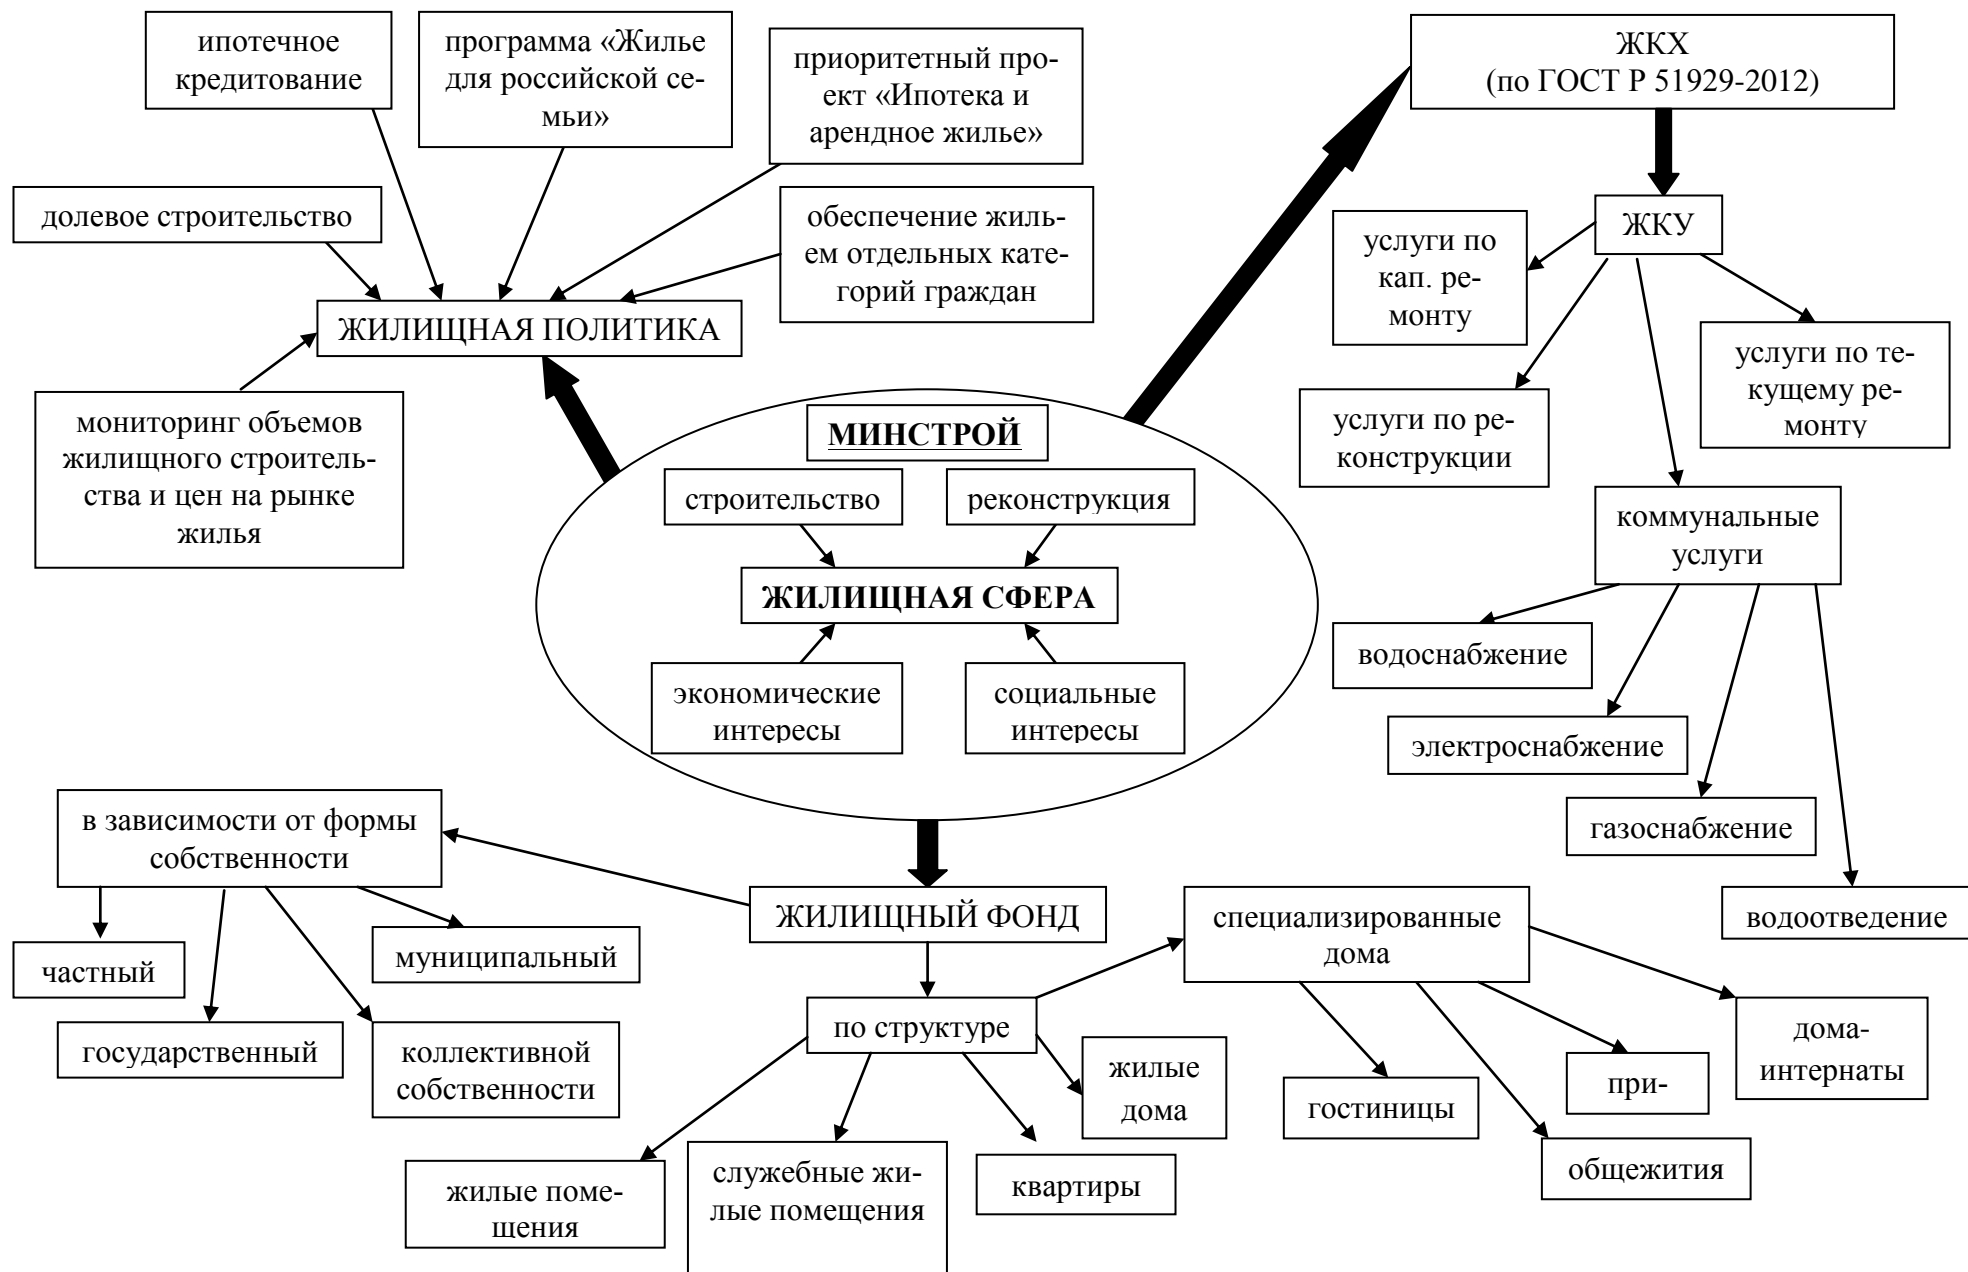 ипотечное
кредитование
программа «Жилье
для российской се-
мьи»
приоритетный про-
ект «Ипотека и
арендное жилье»
ЖКХ
(по ГОСТ Р 51929-2012)
долевое строительство
обеспечение жиль-
ем отдельных кате-
горий граждан
ЖКУ
услуги по
кап. ре-
монту
ЖИЛИЩНАЯ ПОЛИТИКА
услуги по те-
кущему ре-
монту
мониторинг объемов
жилищного строитель-
ства и цен на рынке
жилья
услуги по ре-
конструкции
МИНСТРОЙ
строительство
реконструкция
ЖИЛИЩНАЯ СФЕРА
экономические
интересы
социальные
интересы
коммунальные
услуги
водоснабжение
электроснабжение
газоснабжение
водоотведение
в зависимости от формы
собственности
ЖИЛИЩНЫЙ ФОНД
специализированные
дома
частный
муниципальный
государственный
коллективной
собственности
по структуре
жилые
дома
гостиницы
при-
дома-
интернаты
общежития
жилые поме-
щения
служебные жи-
лые помещения
квартиры